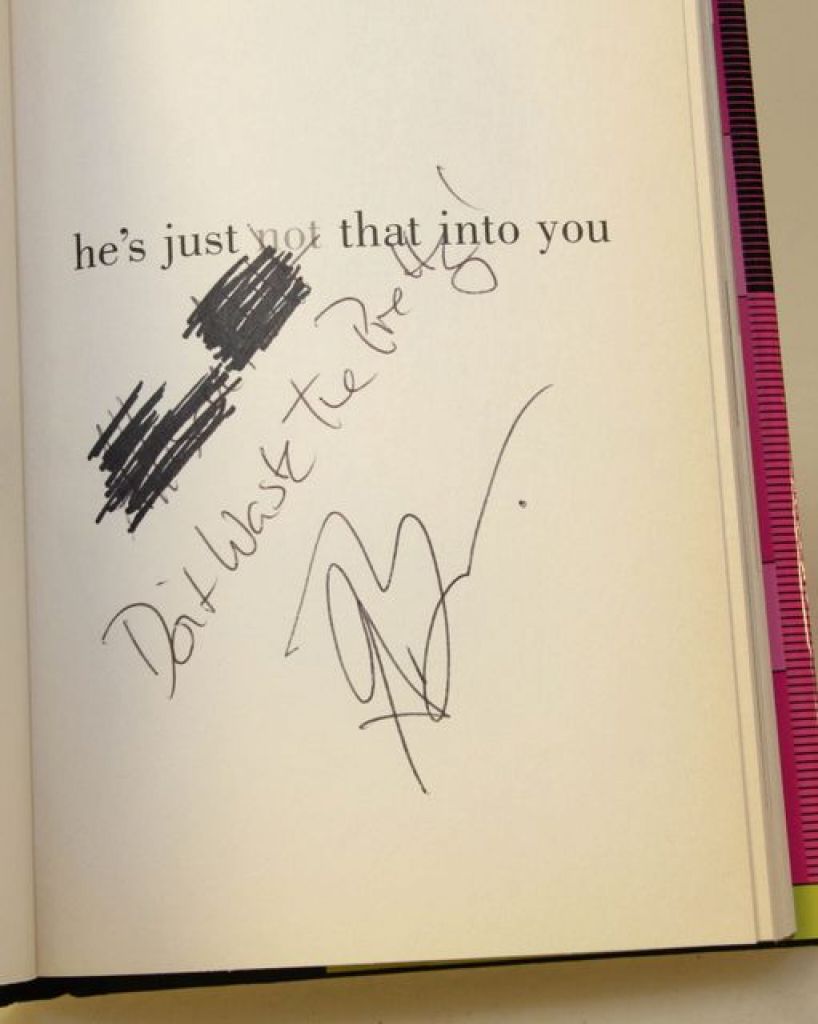 he's just not that into you
Don't Waste the Pretty!